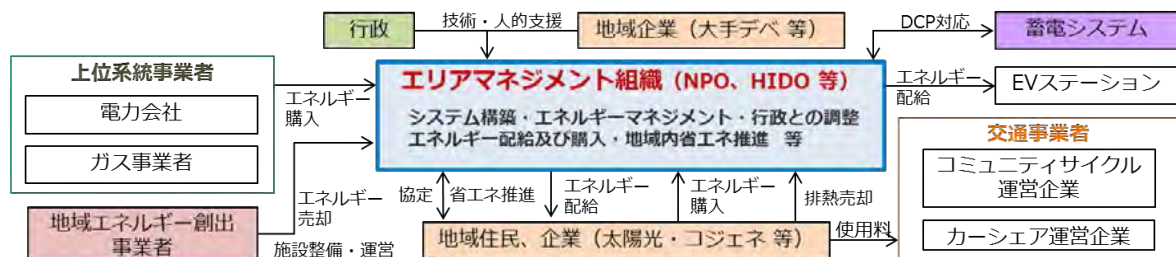 行政
技術・人的支援
地域企業（大手デベ 等）
DCP対応
蓄電システム
上位系統事業者
電力会社
ガス事業者
エネルギー
購入
エリアマネジメント組織（NPO、HIDO 等）
システム構築・エネルギーマネジメント・行政との調整
エネルギー配給及び購入・地域内省エネ推進 等
エネルギー
配給
EVステーション
交通事業者
コミュニティサイクル
運営企業
カーシェア運営企業
地域エネルギー創出
事業者
エネルギー
売却
施設整備・運営
協定
省エネ推進
エネルギー
配給
エネルギー
購入
排熱売却
地域住民、企業（太陽光・コジェネ 等）
使用料